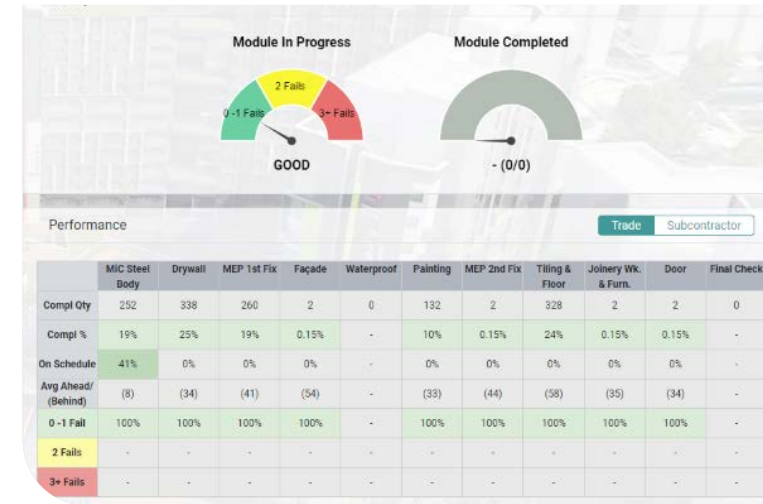 Module In Progress Module Completed
2 Fails
0 -1 Fails 3+ Fails
GOOD - (0/0)
Performance Trade Subcontractor
MiC Steel Body Drywall MEP 1st Fix Façade Waterproof Painting MEP 2nd Fix Tiling & Floor Joinery Wk. & Furn. Door Final Check
Compl Qty 252 338 260 2 0 132 2 328 2 2 0
Compl % 19% 25% 19% 0.15% - 10% 0.15% 24% 0.15% 0.15% -
On Schedule 41% 0% 0% 0% - 0% 0% 0% 0% 0% -
Avg Ahead/ (Behind) (8) (34) (41) (54) - (33) (44) (58) (35) (34) -
0 -1 Fail 100% 100% 100% 100% - 100% 100% 100% 100% 100% -
2 Fails - - - - - - - - - - -
3+ Fails - - - - - - - - - - -